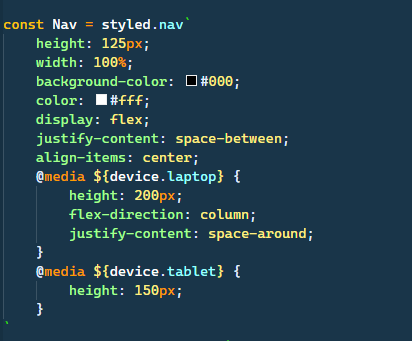 const Nav = styled.nav`
height: 125px;
width: 100%;
background-color: #000;
color: #fff;
display: flex;
justify-content: space-between;
align-items: center;
@media ${device.laptop} {
height: 200px;
flex-direction: column;
justify-content: space-around;
}
@media ${device.tablet} {
height: 150px;
}
`